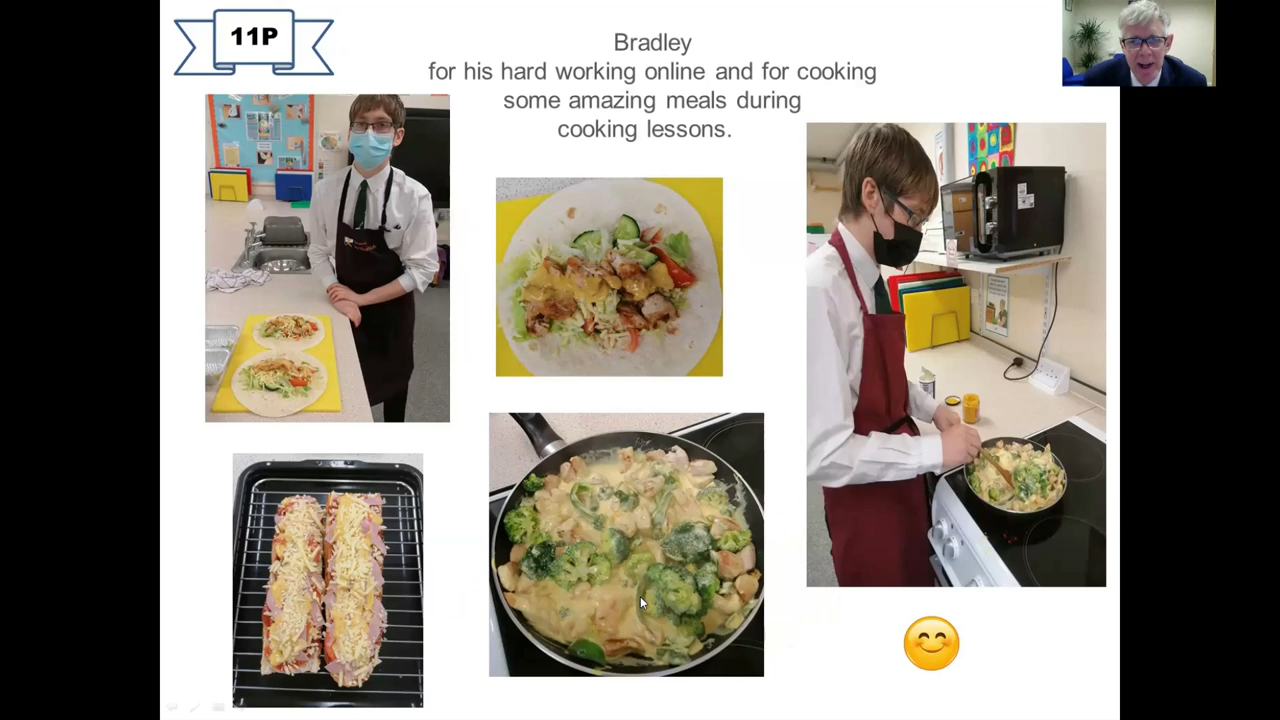 11P
Bradley
for his hard working online and for cooking
some amazing meals during
cooking lessons.